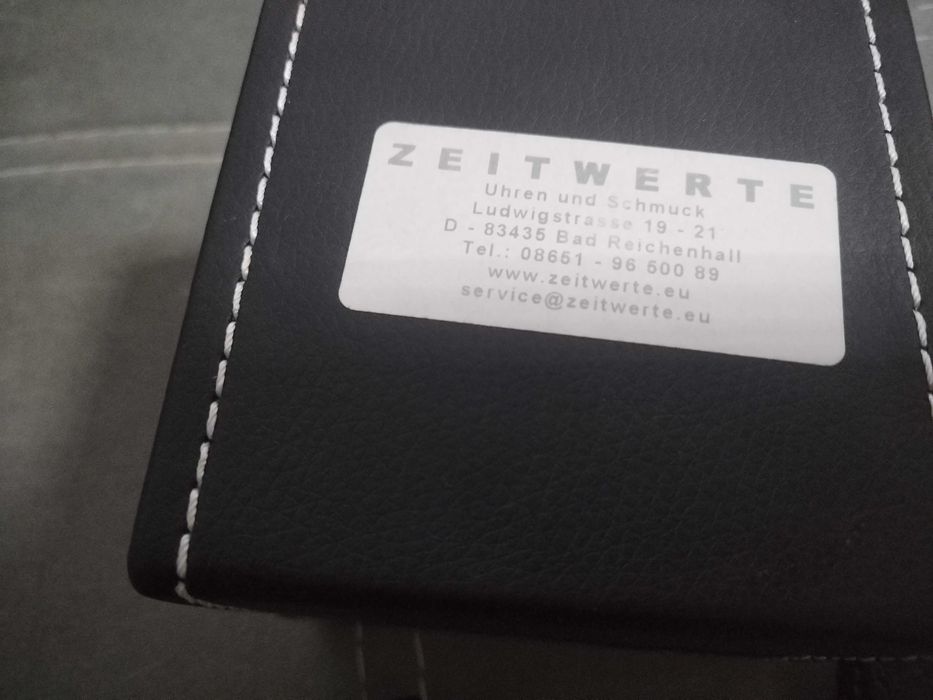 ZEITWERTE
Uhren und Schmuck
Ludwigstrasse 19 - 21
D - 83435 Bad Reichenhall
Tel.: 08651 - 96 500 89
www.zeitwerte.eu
service@zeitwerte.eu